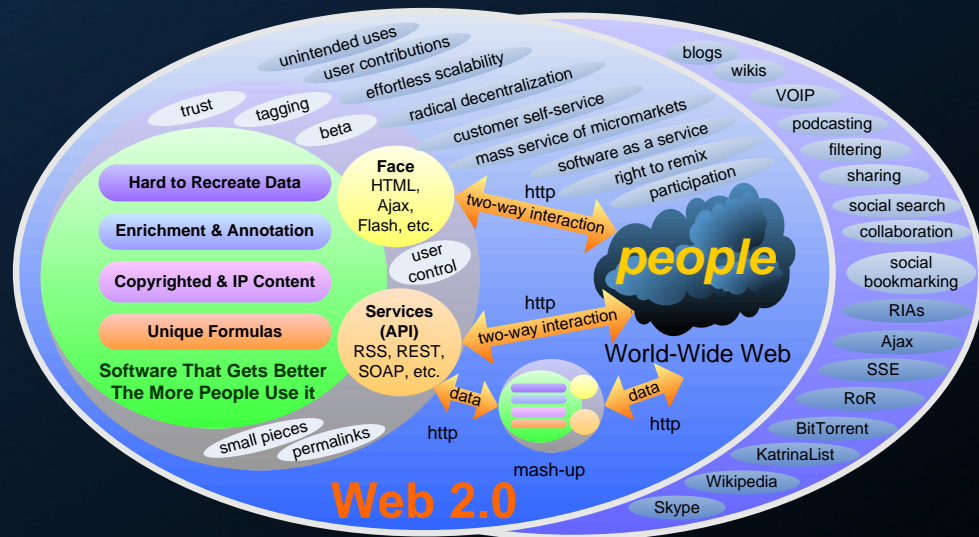 unintended uses
user contributions
effortless scalability
radical decentralization
customer self-service
mass service of micromarkets
software as a service
right to remix
participation
trust
tagging
beta
Hard to Recreate Data
Enrichment & Annotation
Copyrighted & IP Content
Unique Formulas
Software That Gets Better
The More People Use it
Face
HTML,
Ajax,
Flash, etc.
user
control
Services
(API)
RSS, REST,
SOAP, etc.
small pieces
permalinks
http
two-way interaction
http
two-way interaction
people
World-Wide Web
data
http
mash-up
data
http
Web 2.0
blogs
wikis
VOIP
podcasting
filtering
sharing
social search
collaboration
social
bookmarking
RIAs
Ajax
SSE
RoR
BitTorrent
KatrinaList
Wikipedia
Skype